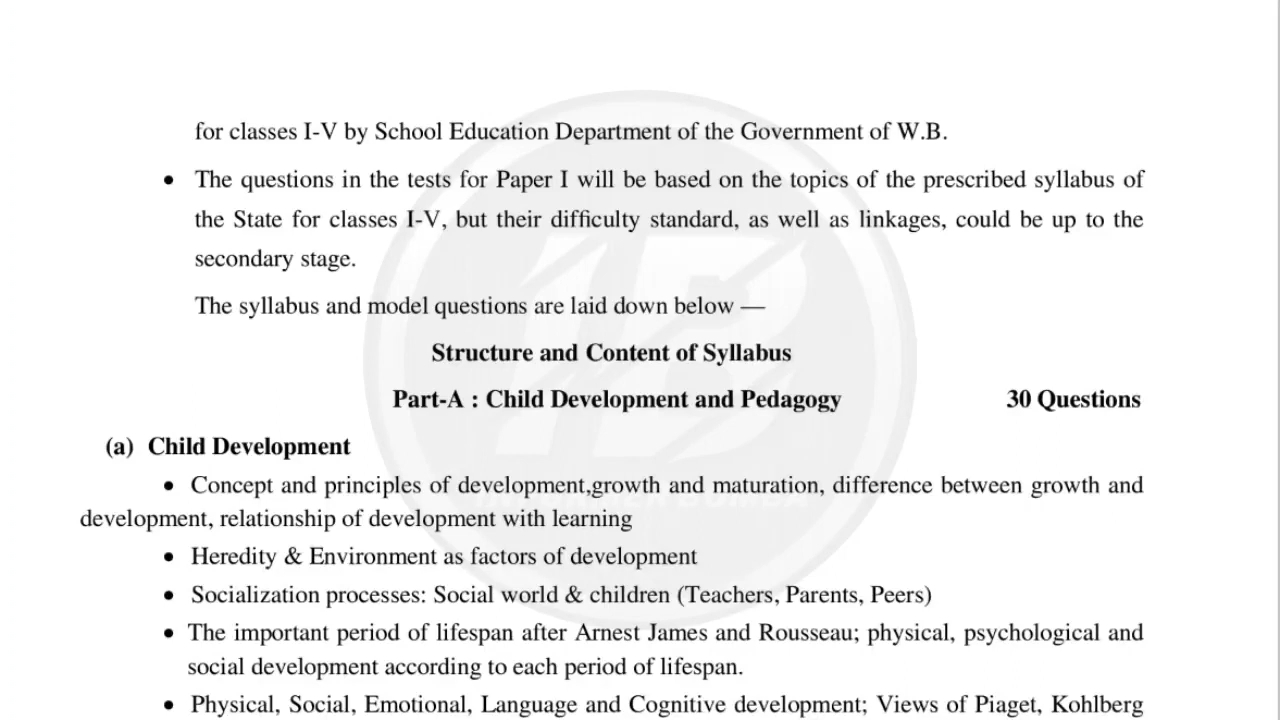 for classes I-V by School Education Department of the Government of W.B.
• The questions in the tests for Paper I will be based on the topics of the prescribed syllabus of
the State for classes I-V, but their difficulty standard, as well as linkages, could be up to the
secondary stage.
The syllabus and model questions are laid down below —
Structure and Content of Syllabus
Part-A : Child Development and Pedagogy 30 Questions
(a) Child Development
• Concept and principles of development,growth and maturation, difference between growth and
development, relationship of development with learning
• Heredity & Environment as factors of development
• Socialization processes: Social world & children (Teachers, Parents, Peers)
• The important period of lifespan after Arnest James and Rousseau; physical, psychological and
social development according to each period of lifespan.
• Physical, Social, Emotional, Language and Cognitive development; Views of Piaget, Kohlberg